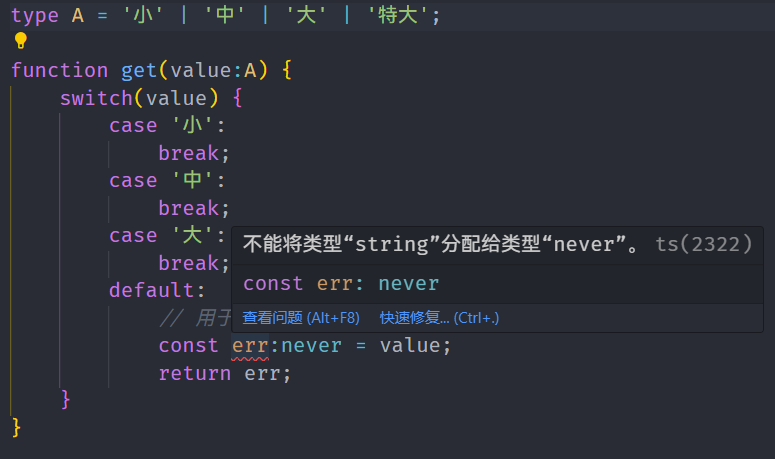 type A = '小' | '中' | '大' | '特大';
function get(value:A) {
switch(value) {
case '小':
break;
case '中':
break;
case '大':
break;
不能将类型“string”分配给类型“never”。 ts(2322)
const err: never
查看问题 (Alt+F8) 快速修复... (Ctrl+.)
default:
// 用于
const err:never = value;
return err;
}
}